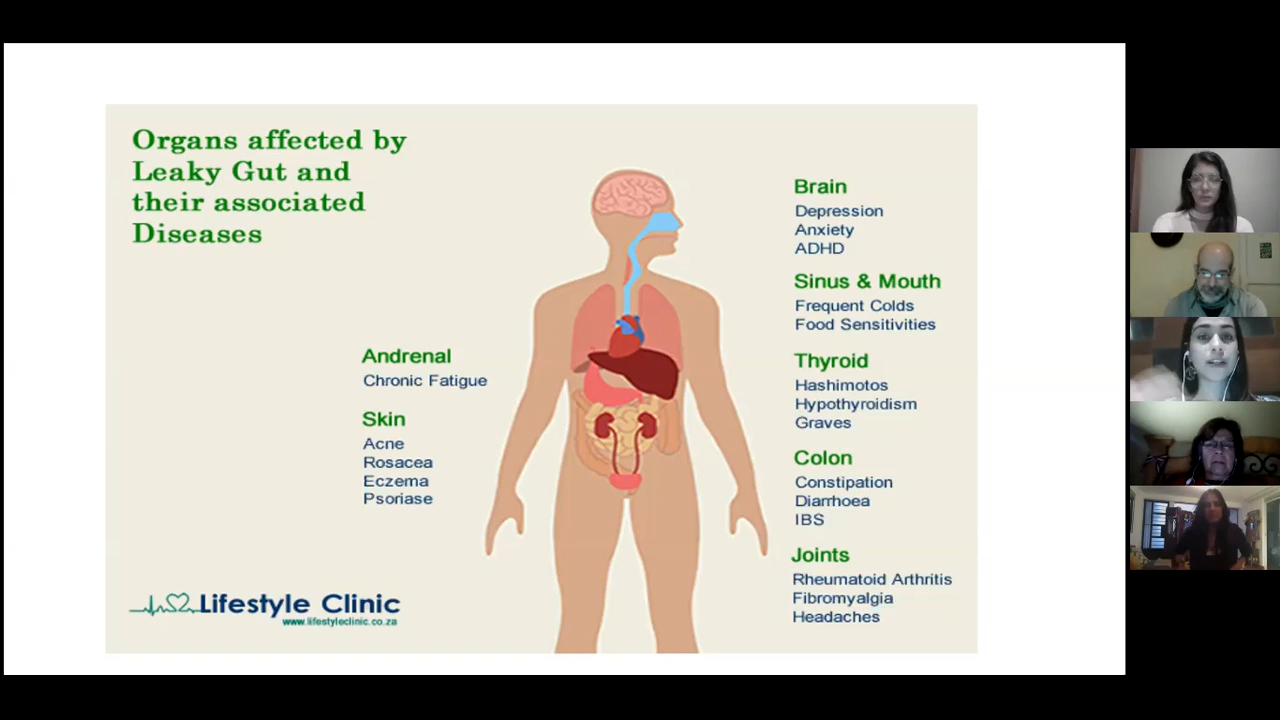 Organs affected by
Leaky Gut and
their associated
Diseases
Andrenal
Chronic Fatigue
Skin
Acne
Rosacea
Eczema
Psoriase
Brain
Depression
Anxiety
ADHD
Sinus & Mouth
Frequent Colds
Food Sensitivities
Thyroid
Hashimotos
Hypothyroidism
Graves
Colon
Constipation
Diarrhoea
IBS
Joints
Rheumatoid Arthritis
Fibromyalgia
Headaches
Lifestyle Clinic
www.lifestyleclinic.co.za